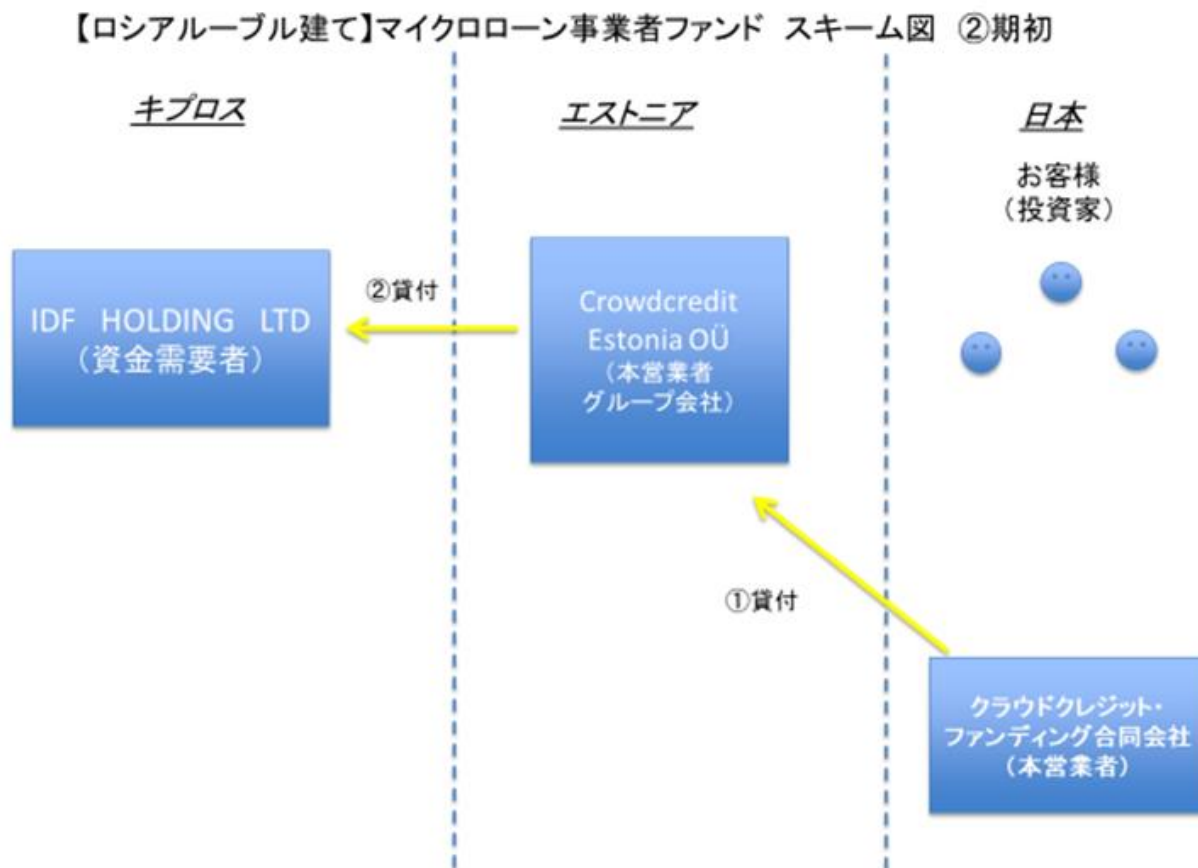 【ロシアルーブル建て】マイクロローン事業者ファンド スキーム図 ②期初
キプロス
エストニア
日本
お客様
（投資家）
IDF HOLDING LTD
（資金需要者）
②貸付
Crowdcredit
Estonia OÜ
（本営業者
グループ会社）
①貸付
クラウドクレジット・
ファンディング合同会社
（本営業者）